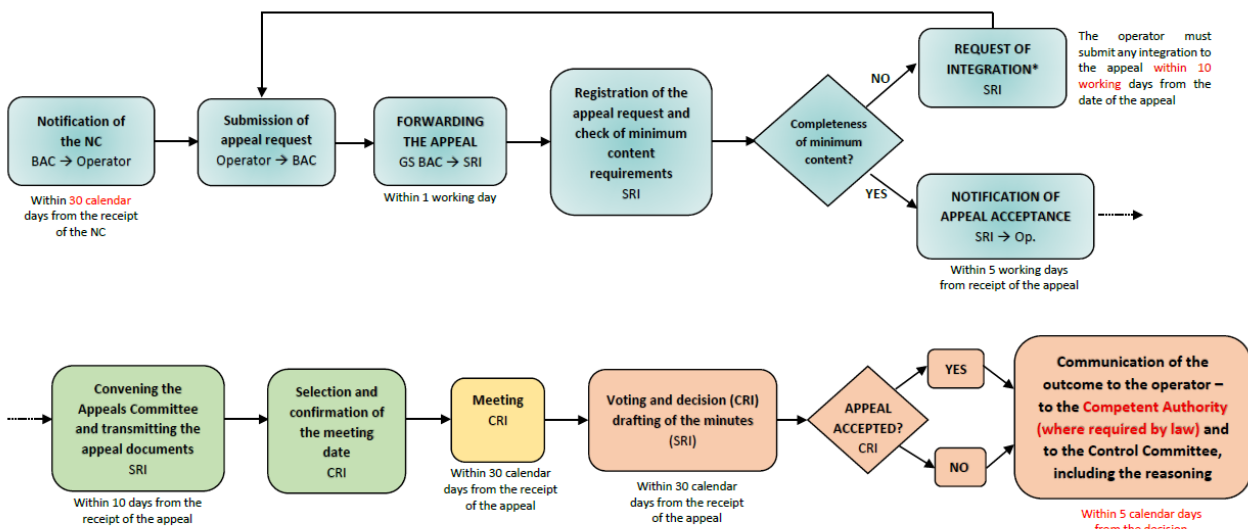 Notification of
the NC
BAC → Operator
Within 30 calendar
days from the receipt
of the NC
Submission of
appeal request
Operator → BAC
FORWARDING
THE APPEAL
GS BAC → SRI
Within 1 working day
Registration of the
appeal request and
check of minimum
content
requirements
SRI
Completeness
of minimum
content?
NO
REQUEST OF
INTEGRATION*
SRI
The operator must
submit any integration to
the appeal within 10
working days from the
date of the appeal
YES
NOTIFICATION OF
APPEAL ACCEPTANCE
SRI → Op.
Within 5 working days
from receipt of the appeal
Convening the
Appeals Committee
and transmitting the
appeal documents
SRI
Within 10 days from the
receipt of the appeal
Selection and
confirmation of
the meeting
date
CRI
Meeting
CRI
Within 30 calendar
days from the receipt
of the appeal
Voting and decision (CRI)
drafting of the minutes
(SRI)
Within 30 calendar
days from the receipt of
the appeal
APPEAL
ACCEPTED?
CRI
YES
NO
Communication of the
outcome to the operator –
to the Competent Authority
(where required by law) and
to the Control Committee,
including the reasoning
Within 5 calendar days
from the decision